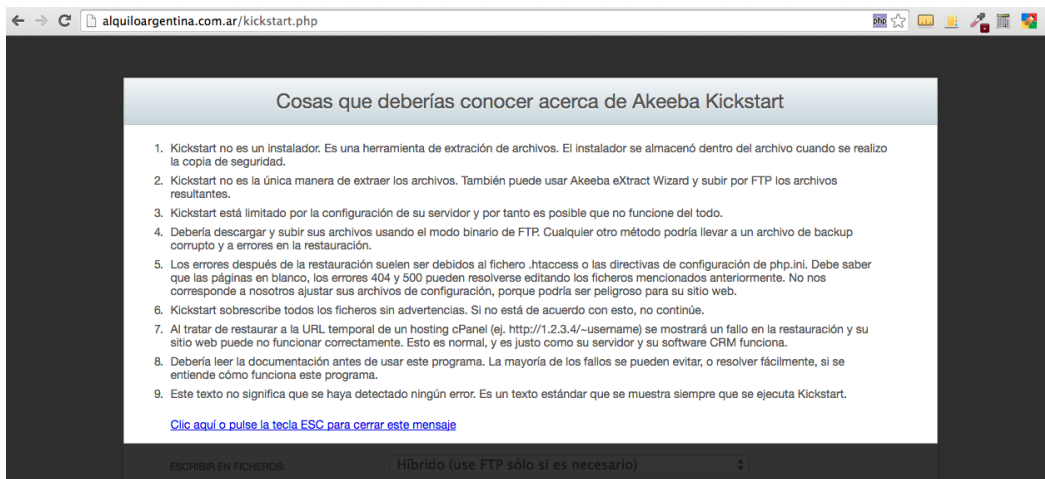 alquiloargentina.com.ar/kickstart.php
php
Cosas que deberías conocer acerca de Akeeba Kickstart
1. Kickstart no es un instalador. Es una herramienta de extración de archivos. El instalador se almacenó dentro del archivo cuando se realizo
la copia de seguridad.
2. Kickstart no es la única manera de extraer los archivos. También puede usar Akeeba eXtract Wizard y subir por FTP los archivos
resultantes.
3. Kickstart está limitado por la configuración de su servidor y por tanto es posible que no funcione del todo.
4. Debería descargar y subir sus archivos usando el modo binario de FTP. Cualquier otro método podría llevar a un archivo de backup
corrupto y a errores en la restauración.
5. Los errores después de la restauración suelen ser debidos al fichero .htaccess o las directivas de configuración de php.ini. Debe saber
que las páginas en blanco, los errores 404 y 500 pueden resolverse editando los ficheros mencionados anteriormente. No nos
corresponde a nosotros ajustar sus archivos de configuración, porque podría ser peligroso para su sitio web.
6. Kickstart sobrescribe todos los ficheros sin advertencias. Si no está de acuerdo con esto, no continúe.
7. Al tratar de restaurar a la URL temporal de un hosting cPanel (ej. http://1.2.3.4/~username) se mostrará un fallo en la restauración y su
sitio web puede no funcionar correctamente. Esto es normal, y es justo como su servidor y su software CRM funciona.
8. Debería leer la documentación antes de usar este programa. La mayoría de los fallos se pueden evitar, o resolver fácilmente, si se
entiende cómo funciona este programa.
9. Este texto no significa que se haya detectado ningún error. Es un texto estándar que se muestra siempre que se ejecuta Kickstart.
Clic aquí o pulse la tecla ESC para cerrar este mensaje
ESCRIBIR EN FICHEROS: Híbrido (use FTP sólo si es necesario)